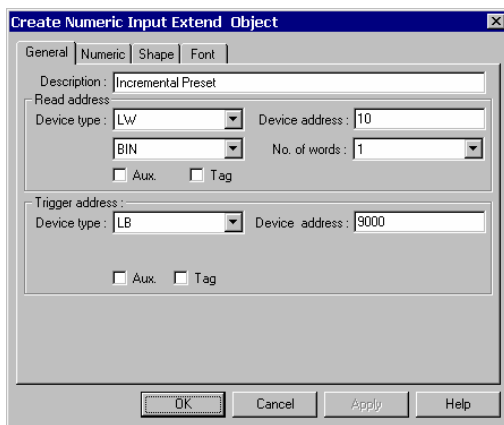 Create Numeric Input Extend Object
General Numeric Shape Font
Description : Incremental Preset
Read address
Device type : LW Device address : 10
BIN No. of words : 1
Aux. Tag
Trigger address :
Device type : LB Device address : 9000
Aux. Tag
OK Cancel Apply Help